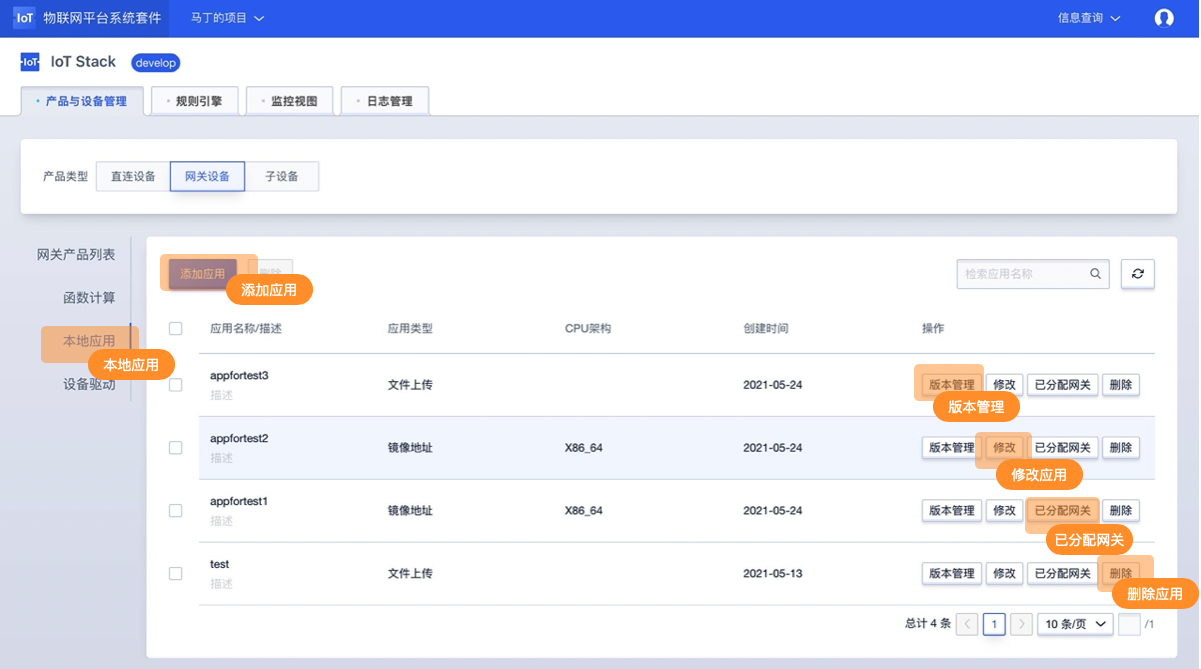 IoT 物联网平台系统套件 马丁的项目 信息查询
·IoT· IoT Stack develop
产品与设备管理 规则引擎 监控视图 日志管理
产品类型 直连设备 网关设备 子设备
网关产品列表
函数计算
本地应用
本地应用
设备驱动
添加应用 删除 检索应用名称
添加应用
应用名称/描述 应用类型 CPU架构 创建时间 操作
appfortest3 文件上传 2021-05-24 版本管理 修改 已分配网关 删除
描述
版本管理
appfortest2 镜像地址 X86_64 2021-05-24 版本管理 修改 已分配网关 删除
描述
修改应用
appfortest1 镜像地址 X86_64 2021-05-24 版本管理 修改 已分配网关 删除
描述
已分配网关
test 文件上传 2021-05-13 版本管理 修改 已分配网关 删除
描述
删除应用
总计 4 条 < 1 > 10 条/页 /1